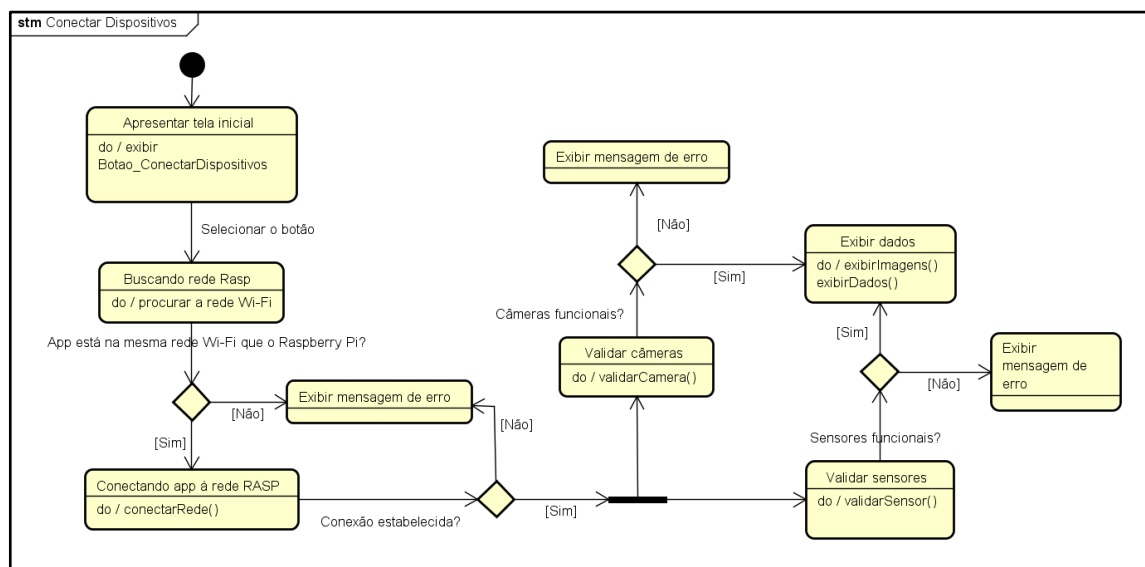 stm Conectar Dispositivos
Apresentar tela inicial
do / exibir
Botao_ConectarDispositivos
Selecionar o botão
Buscando rede Rasp
do / procurar a rede Wi-Fi
App está na mesma rede Wi-Fi que o Raspberry Pi?
[Não]
Exibir mensagem de erro
[Sim]
[Não]
Conectando app à rede RASP
do / conectarRede()
Conexão estabelecida?
[Sim]
Exibir mensagem de erro
[Não]
[Sim]
Câmeras funcionais?
Validar câmeras
do / validarCamera()
Exibir dados
do / exibirImagens()
exibirDados()
[Sim]
[Não]
Exibir
mensagem de
erro
Sensores funcionais?
Validar sensores
do / validarSensor()